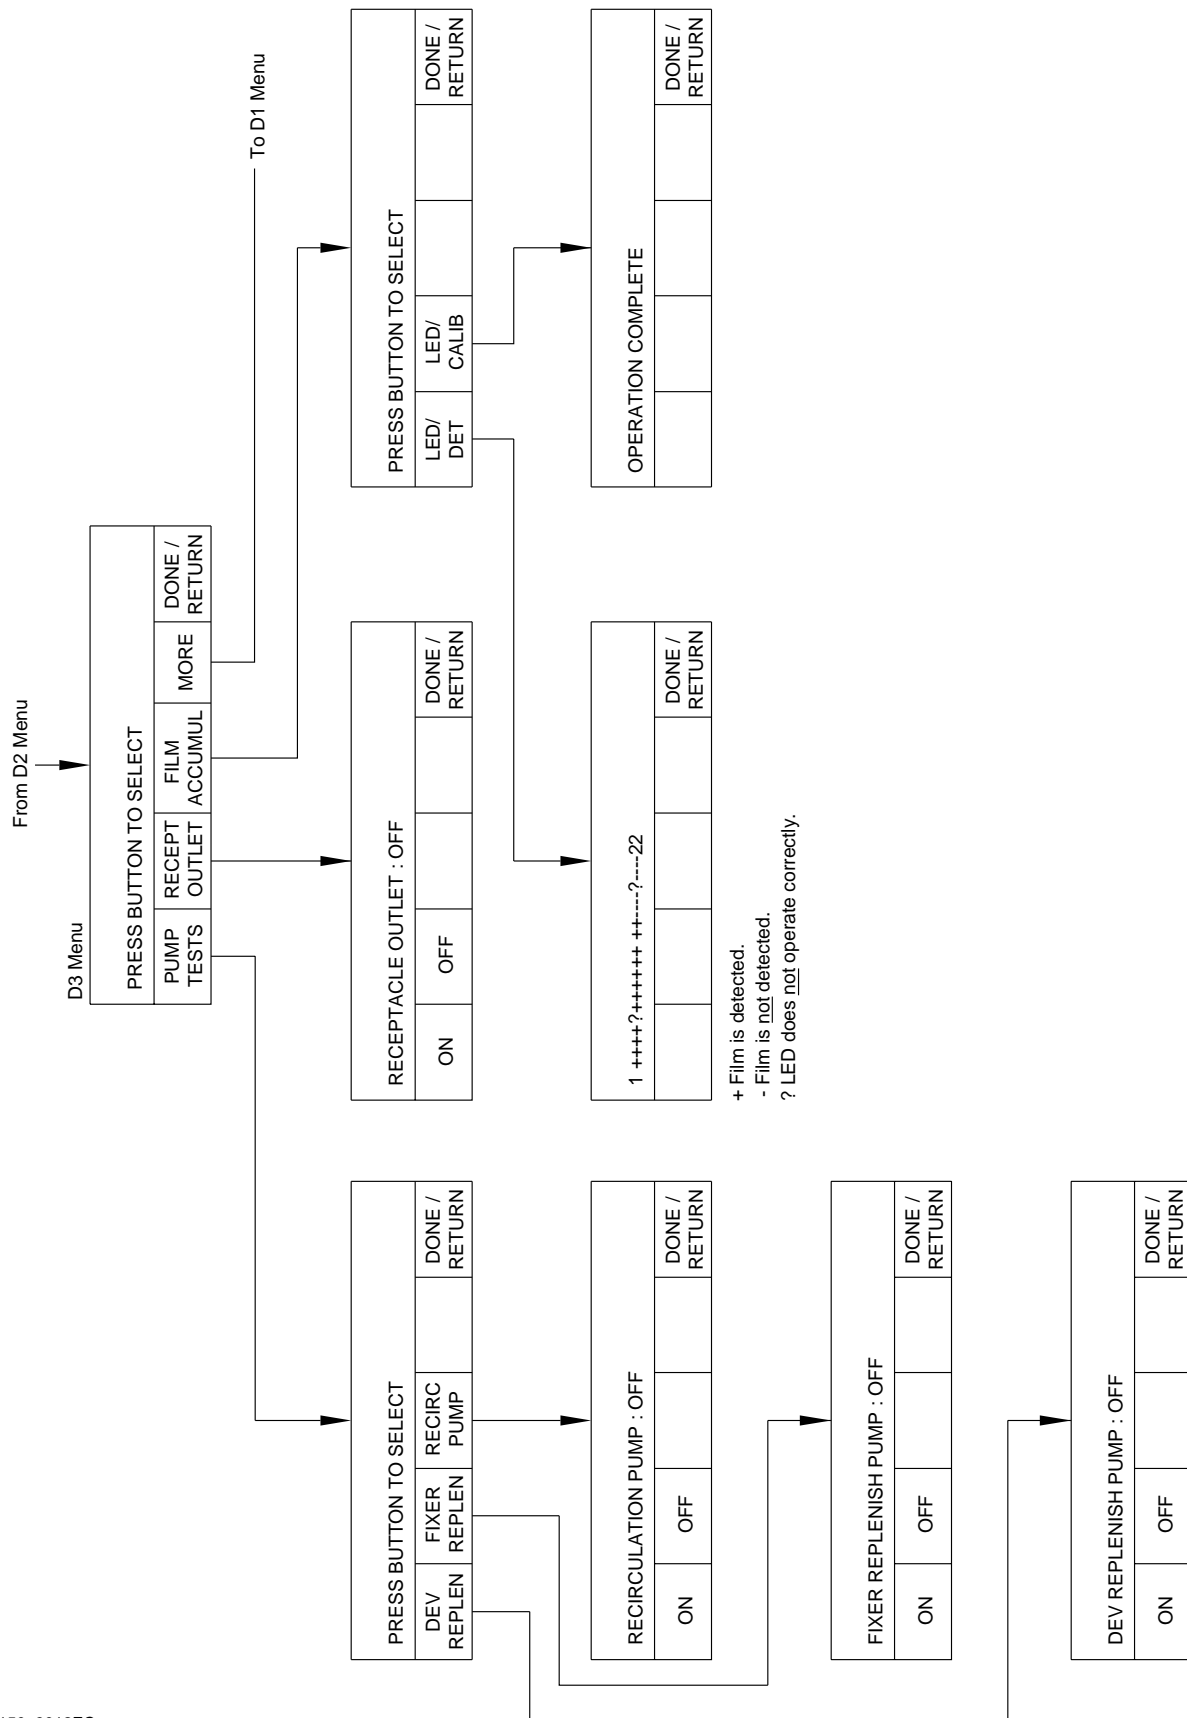 From D2 Menu
D3 Menu
PRESS BUTTON TO SELECT
PUMP TESTS
RECEPT OUTLET
FILM ACCUMUL
MORE
DONE / RETURN
To D1 Menu
PRESS BUTTON TO SELECT
DEV REPLEN
FIXER REPLEN
RECIRC PUMP
DONE / RETURN
RECEPTACLE OUTLET : OFF
ON
OFF
DONE / RETURN
PRESS BUTTON TO SELECT
LED/ DET
LED/ CALIB
DONE / RETURN
RECIRCULATION PUMP : OFF
ON
OFF
DONE / RETURN
1 ++++?++++++ ++----?----22
DONE / RETURN
+ Film is detected.
- Film is not detected.
? LED does not operate correctly.
OPERATION COMPLETE
DONE / RETURN
FIXER REPLENISH PUMP : OFF
ON
OFF
DONE / RETURN
DEV REPLENISH PUMP : OFF
ON
OFF
DONE / RETURN